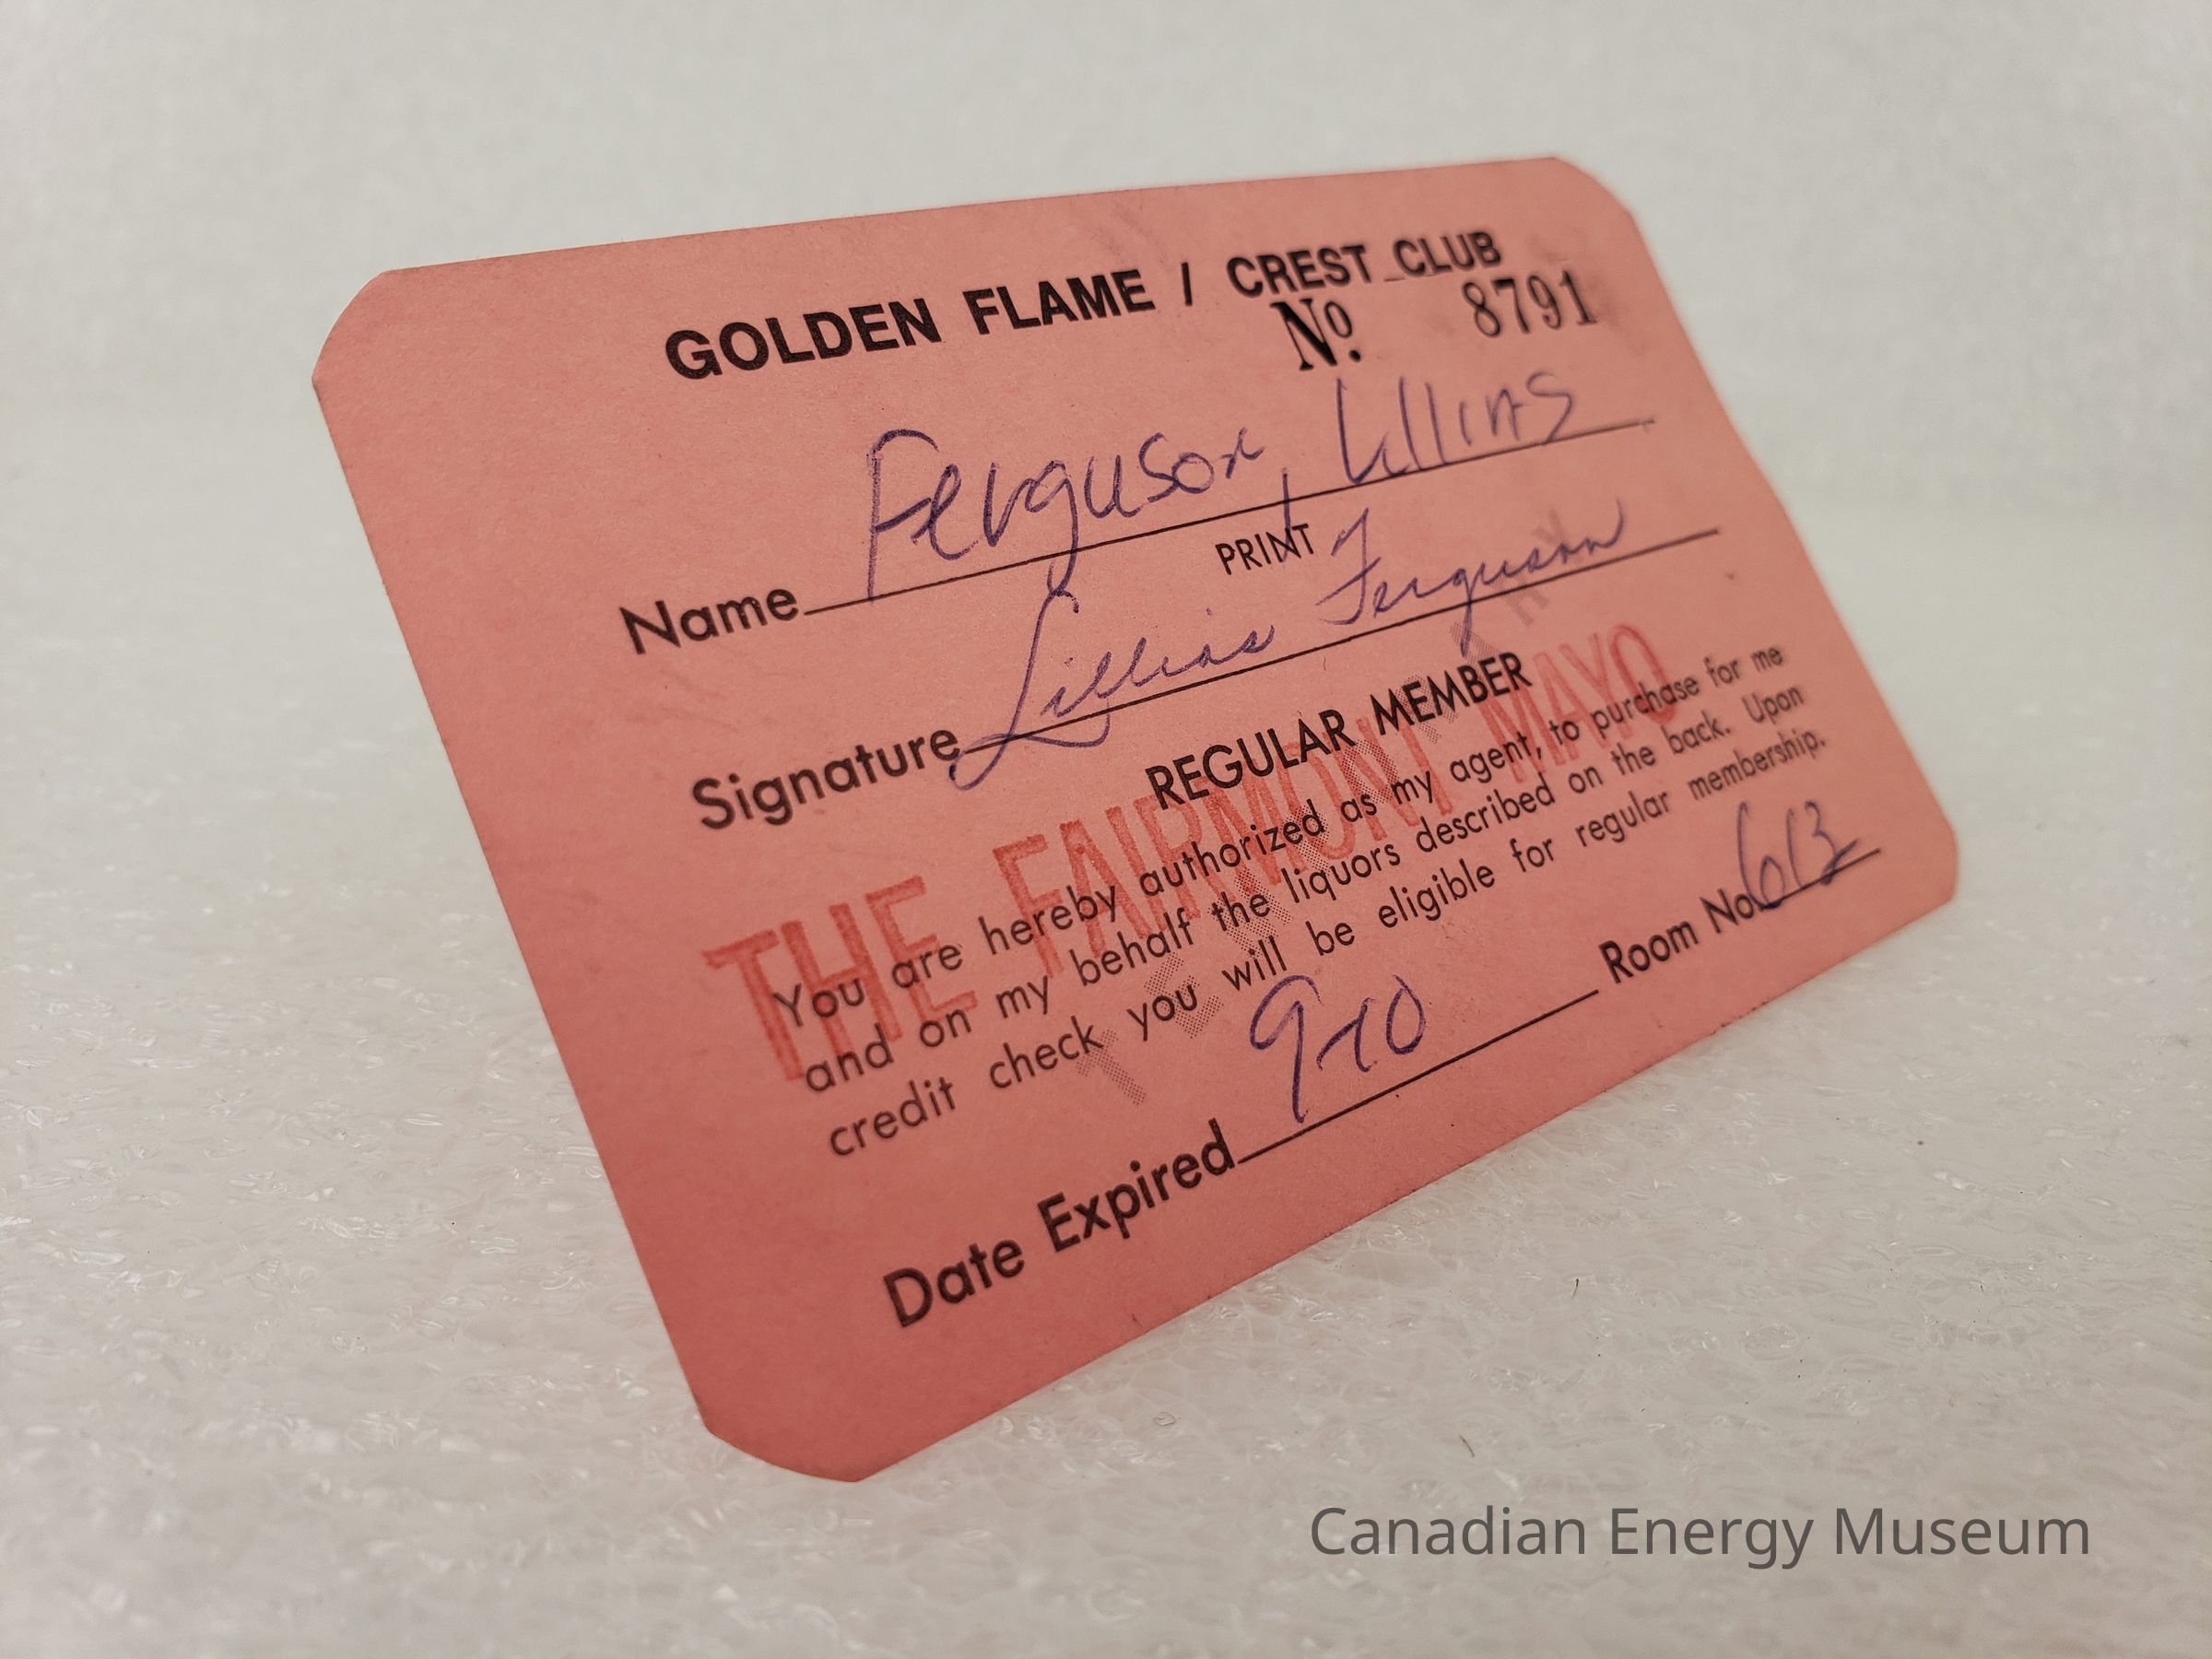 GOLDEN FLAME / CREST CLUB
No. 8791
Name Ferguson, Lillias
PRINT
Signature Lillias Ferguson
REGULAR MEMBER
THE FAIRMONT MAYO
You are hereby authorized as my agent, to purchase for me
and on my behalf the liquors described on the back. Upon
credit check you will be eligible for regular membership.
Date Expired 9-10 Room No. 613
Canadian Energy Museum